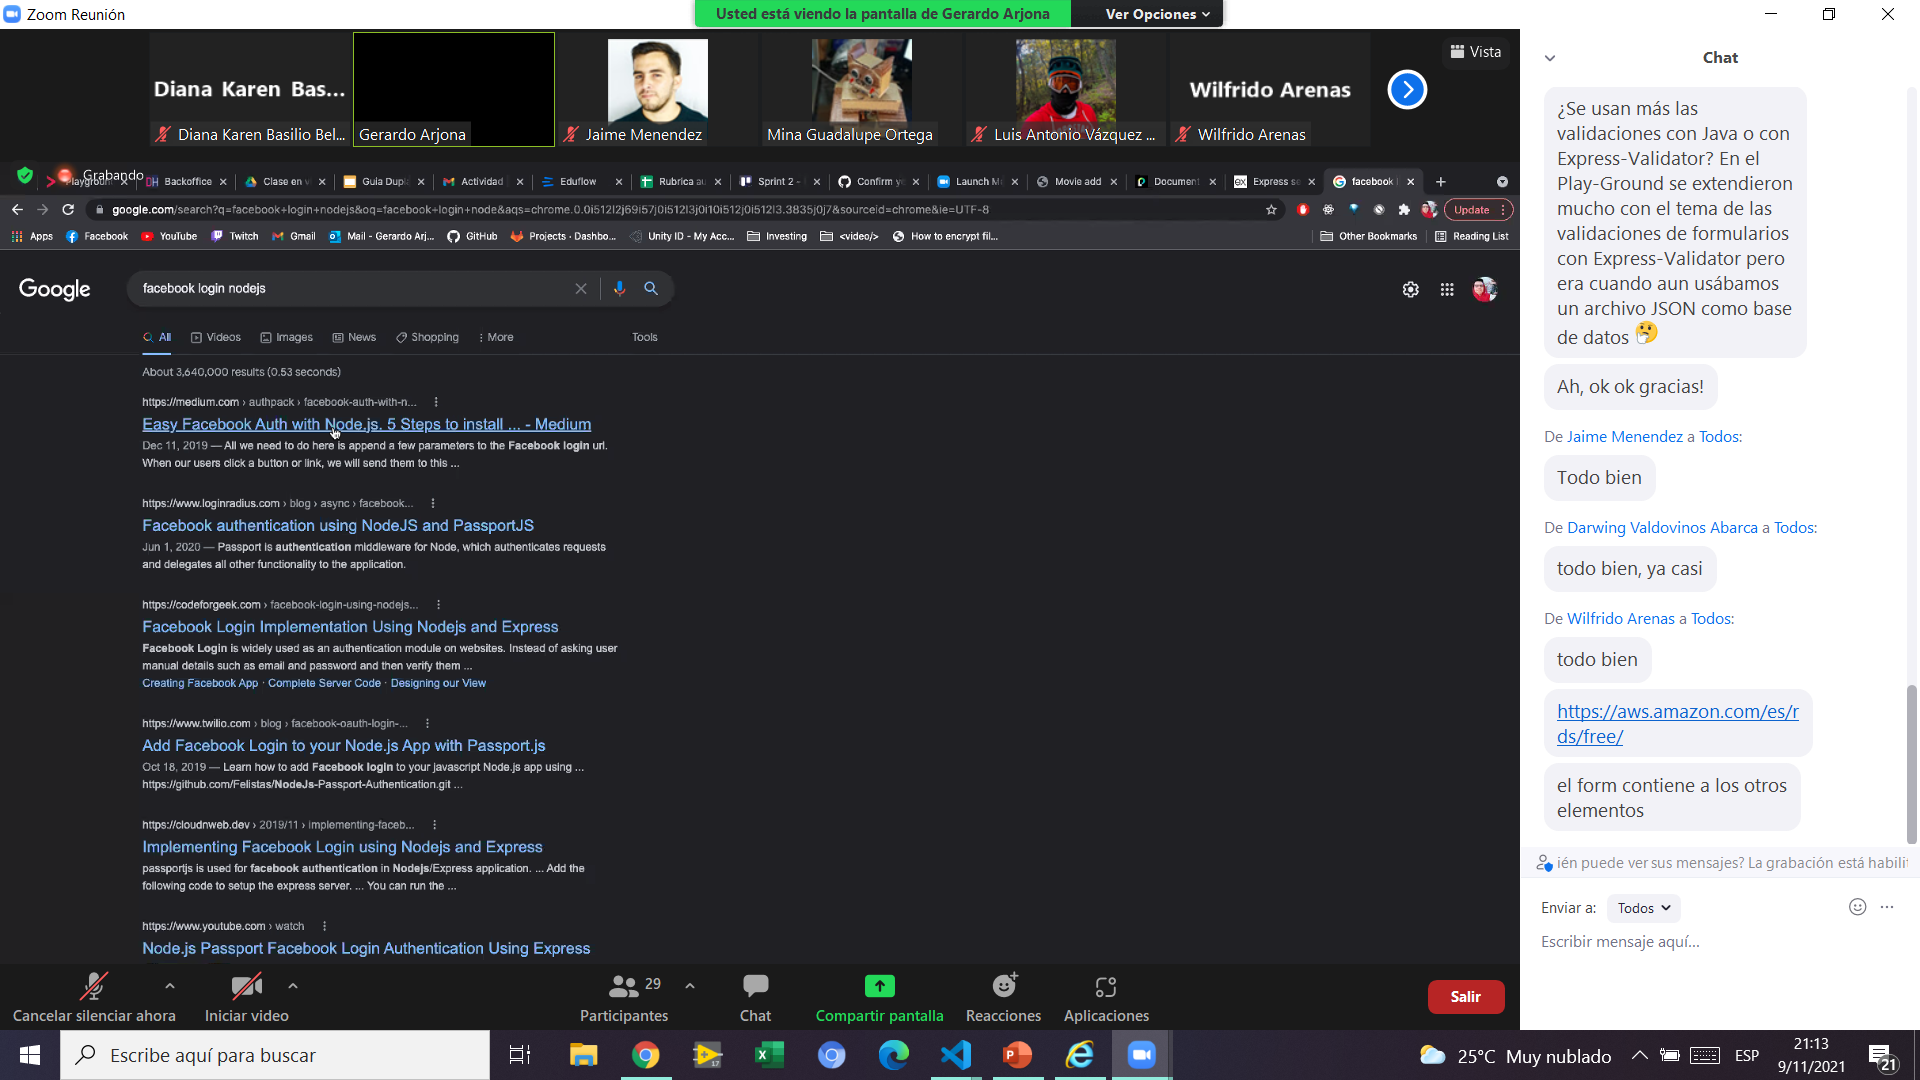 Zoom Reunión
Usted está viendo la pantalla de Gerardo Arjona
Ver Opciones
Diana Karen Bas...
Wilfrido Arenas
Vista
Diana Karen Basilio Bel...
Gerardo Arjona
Jaime Menendez
Mina Guadalupe Ortega
Luis Antonio Vázquez ...
Wilfrido Arenas
Grabando
Playground
Backoffice
Clase en v
Guia Dupl
Actividad
Eduflow
Rubrica au
Sprint 2 -
Confirm yo
Launch M
Movie add
Document
Express se
facebook l
google.com/search?q=facebook+login+nodejs&oq=facebook+login+node&aqs=chrome.0.0i512l2j69i57j0i512l3j0i10i512j0i512l3.3835j0j7&sourceid=chrome&ie=UTF-8
Update
Apps
Facebook
YouTube
Twitch
Gmail
Mail - Gerardo Arj...
GitHub
Projects · Dashbo...
Unity ID - My Acc...
Investing
<video/>
How to encrypt fil...
Other Bookmarks
Reading List
Google
facebook login nodejs
All
Videos
Images
News
Shopping
More
Tools
About 3,640,000 results (0.53 seconds)
https://medium.com › authpack › facebook-auth-with-n...
Easy Facebook Auth with Node.js. 5 Steps to install ... - Medium
Dec 11, 2019 — All we need to do here is append a few parameters to the Facebook login url.
When our users click a button or link, we will send them to this ...
https://www.loginradius.com › blog › async › facebook...
Facebook authentication using NodeJS and PassportJS
Jun 1, 2020 — Passport is authentication middleware for Node, which authenticates requests
and delegates all other functionality to the application.
https://codeforgeek.com › facebook-login-using-nodejs...
Facebook Login Implementation Using Nodejs and Express
Facebook Login is widely used as an authentication module on websites. Instead of asking user
manual details such as email and password and then verify them ...
Creating Facebook App · Complete Server Code · Designing our View
https://www.twilio.com › blog › facebook-oauth-login-...
Add Facebook Login to your Node.js App with Passport.js
Oct 18, 2019 — Learn how to add Facebook login to your javascript Node.js app using ...
https://github.com/Felistas/NodeJs-Passport-Authentication.git ...
https://cloudnweb.dev › 2019/11 › implementing-faceb...
Implementing Facebook Login using Nodejs and Express
passportjs is used for facebook authentication in Nodejs/Express application. ... Add the
following code to setup the express server. ... You can run the ...
https://www.youtube.com › watch
Node.js Passport Facebook Login Authentication Using Express
Chat
¿Se usan más las
validaciones con Java o con
Express-Validator? En el
Play-Ground se extendieron
mucho con el tema de las
validaciones de formularios
con Express-Validator pero
era cuando aun usábamos
un archivo JSON como base
de datos 🤔
Ah, ok ok gracias!
De Jaime Menendez a Todos:
Todo bien
De Darwing Valdovinos Abarca a Todos:
todo bien, ya casi
De Wilfrido Arenas a Todos:
todo bien
https://aws.amazon.com/es/r
ds/free/
el form contiene a los otros
elementos
ién puede ver sus mensajes? La grabación está habilit
Enviar a: Todos
Escribir mensaje aquí...
Cancelar silenciar ahora
Iniciar video
29
Participantes
Chat
Compartir pantalla
Reacciones
Aplicaciones
Salir
Escribe aquí para buscar
25°C Muy nublado
ESP
21:13
9/11/2021
21